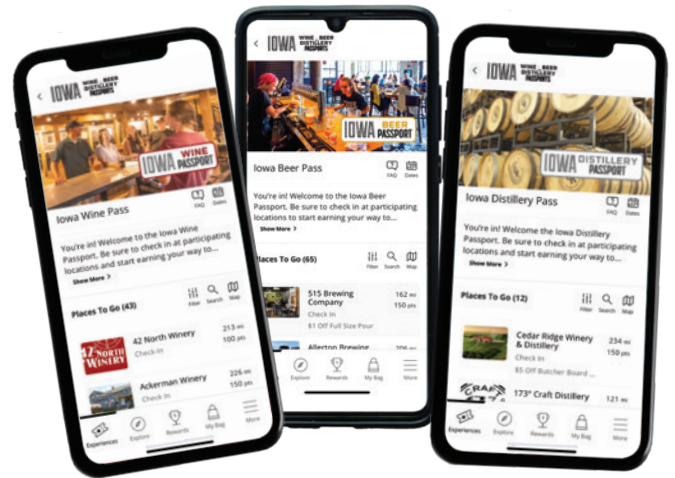 IOWA WINE BEER
DISTILLERY
PASSPORTS
IOWA WINE
PASSPORT
Iowa Wine Pass
FAQ
Dates
You're in! Welcome to the Iowa Wine
Passport. Be sure to check in at participating
locations and start earning your way to...
Show More >
Places To Go (43)
Filter
Search
Map
42 NORTH
WINERY
42 North Winery
213 mi
Check-In
100 pts
Ackerman Winery
226 mi
Check In
150 pts
Experiences
Explore
Rewards
My Bag
More
IOWA WINE BEER
DISTILLERY
PASSPORTS
IOWA BEER
PASSPORT
Iowa Beer Pass
FAQ
Dates
You're in! Welcome to the Iowa Beer
Passport. Be sure to check in at participating
locations to start earning your way to...
Show More >
laces To Go (65)
Filter
Search
Map
515 Brewing
Company
162 mi
150 pts
Check In
$1 Off Full Size Pour
Allerton Brewing
206 mi
Explore
Rewards
My Bag
More
IOWA WINE BEER
DISTILLERY
PASSPORTS
IOWA DISTILLERY
PASSPORT
Iowa Distillery Pass
FAQ
Dates
You're in! Welcome to the Iowa Distillery
Passport. Be sure to check in at participating
locations and start earning your way to...
Show More >
Places To Go (12)
Filter
Search
Map
Cedar Ridge Winery
& Distillery
234 mi
150 pts
Check In
$5 Off Butcher Board ...
CRAFT
173° Craft Distillery
121 mi
Experiences
Explore
Rewards
My Bag
More